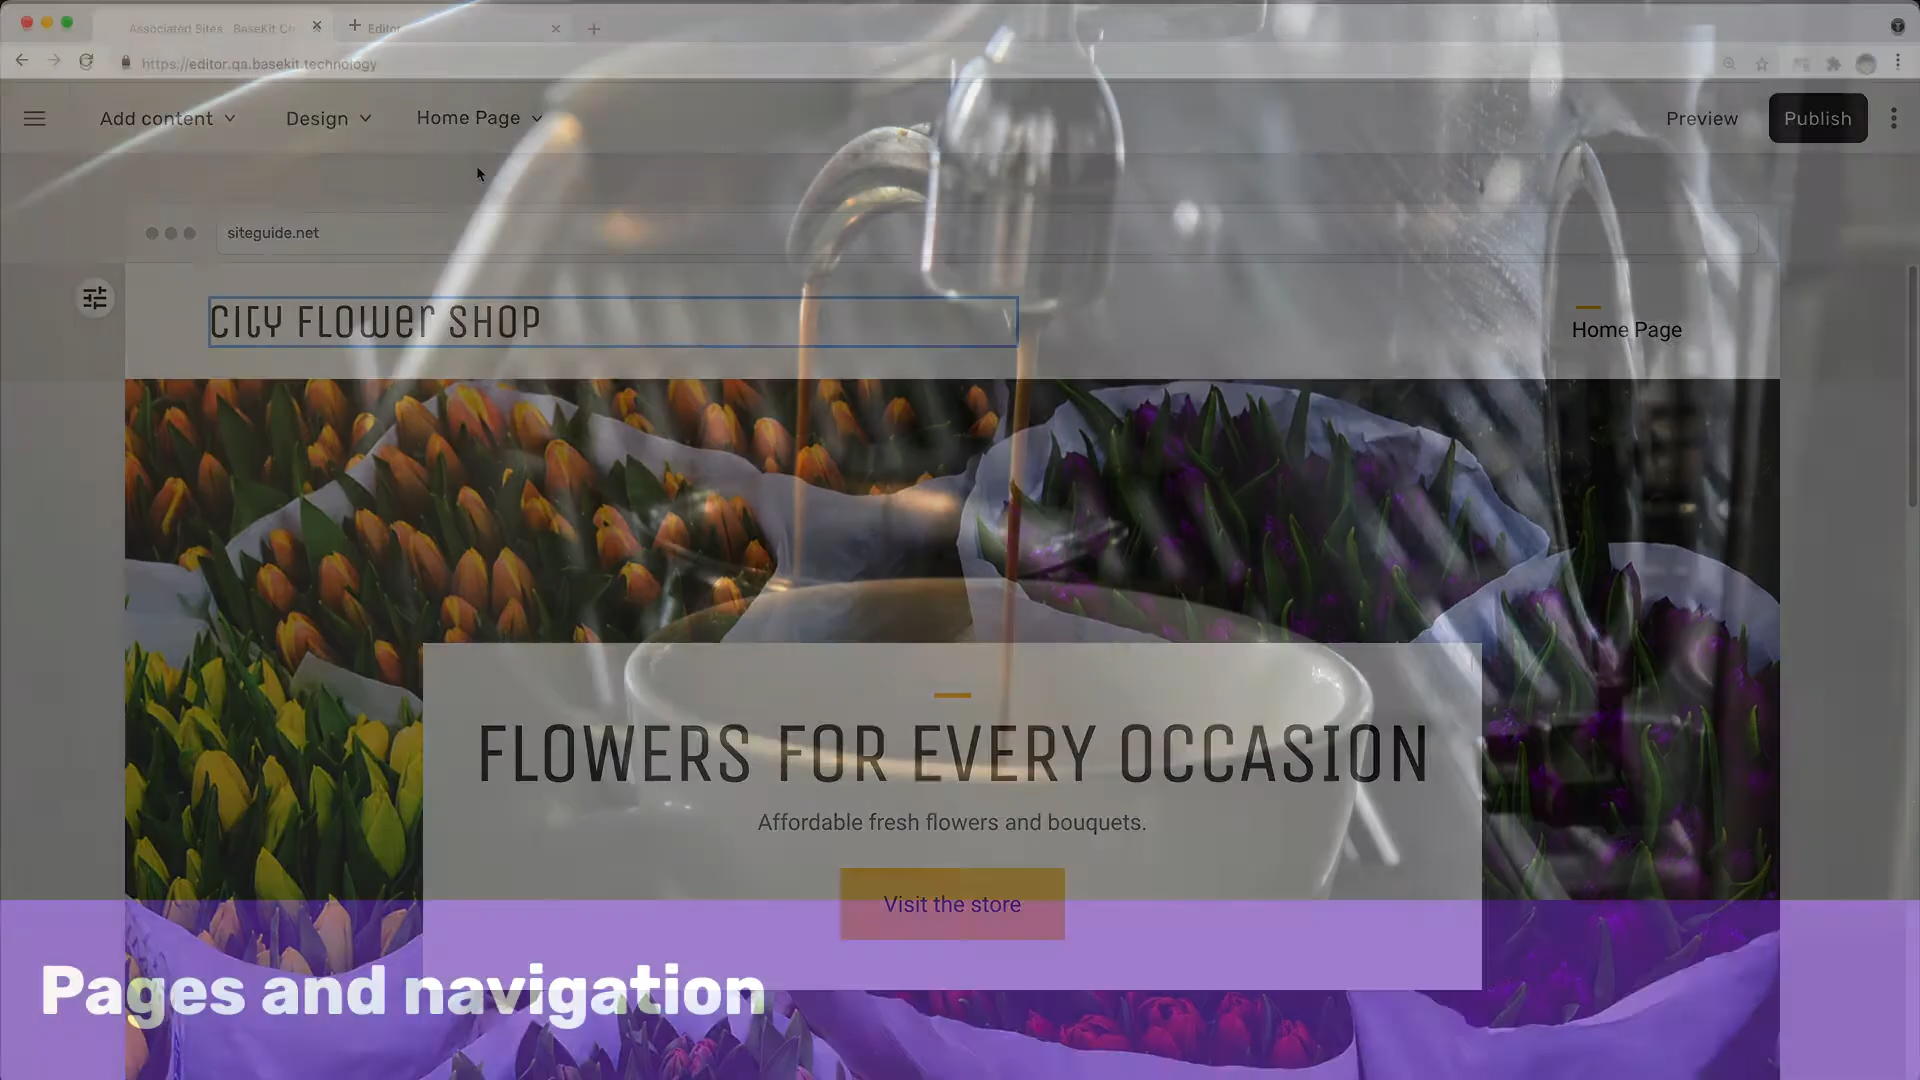 Associated Sites BaseKit Co
Editor
https://editor.qa.basekit.technology
Add content
Design
Home Page
Preview
Publish
siteguide.net
City Flower Shop
Home Page
FLOWERS FOR EVERY OCCASION
Affordable fresh flowers and bouquets.
Visit the store
Pages and navigation